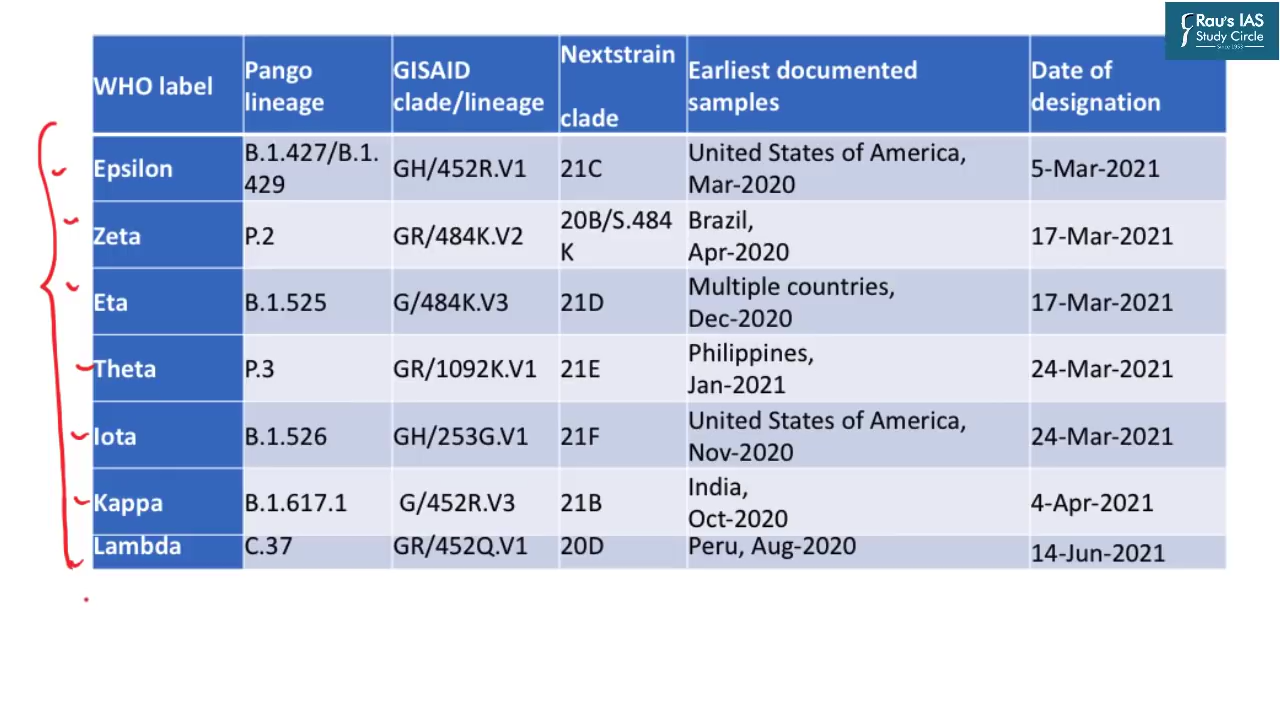 Rau's IAS
Study Circle
Since 1953
WHO label
Pango
lineage
GISAID
clade/lineage
Nextstrain
clade
Earliest documented
samples
Date of
designation
Epsilon
B.1.427/B.1.
429
GH/452R.V1
21C
United States of America,
Mar-2020
5-Mar-2021
Zeta
P.2
GR/484K.V2
20B/S.484
K
Brazil,
Apr-2020
17-Mar-2021
Eta
B.1.525
G/484K.V3
21D
Multiple countries,
Dec-2020
17-Mar-2021
Theta
P.3
GR/1092K.V1
21E
Philippines,
Jan-2021
24-Mar-2021
Iota
B.1.526
GH/253G.V1
21F
United States of America,
Nov-2020
24-Mar-2021
Kappa
B.1.617.1
G/452R.V3
21B
India,
Oct-2020
4-Apr-2021
Lambda
C.37
GR/452Q.V1
20D
Peru, Aug-2020
14-Jun-2021